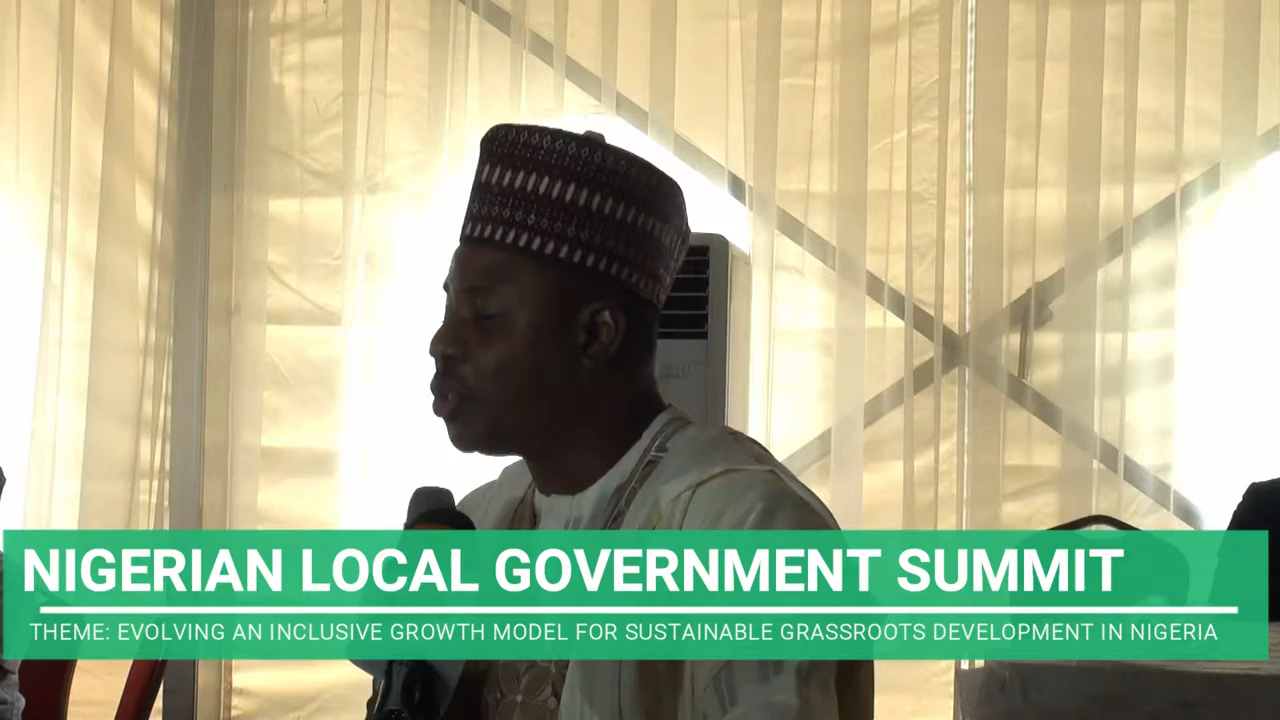 NIGERIAN LOCAL GOVERNMENT SUMMIT
THEME: EVOLVING AN INCLUSIVE GROWTH MODEL FOR SUSTAINABLE GRASSROOTS DEVELOPMENT IN NIGERIA